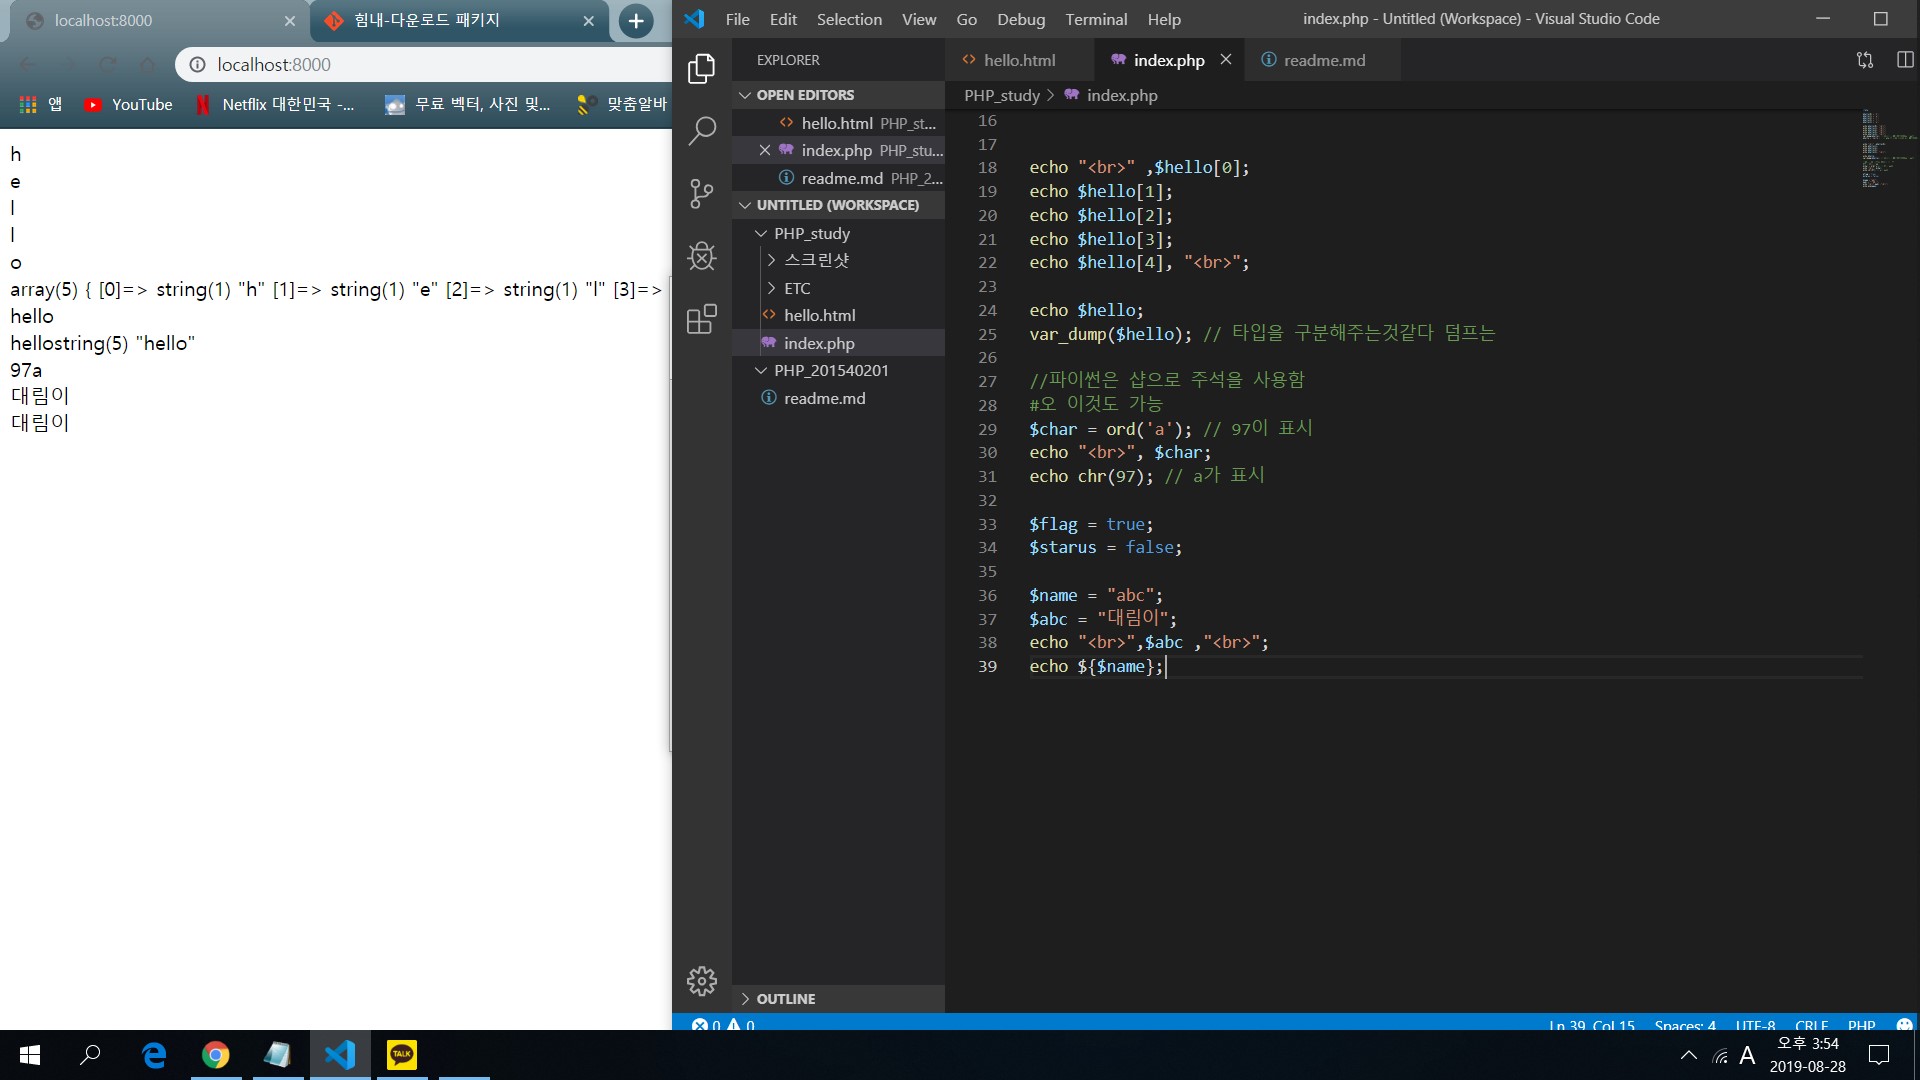 localhost:8000
힘내-다운로드 패키지
localhost:8000
앱 YouTube Netflix 대한민국 -... 무료 벡터, 사진 및... 맞춤알바
h
e
l
l
o
array(5) { [0]=> string(1) "h" [1]=> string(1) "e" [2]=> string(1) "l" [3]=>
hello
hellostring(5) "hello"
97a
대림이
대림이
File Edit Selection View Go Debug Terminal Help
index.php - Untitled (Workspace) - Visual Studio Code
EXPLORER
OPEN EDITORS
hello.html PHP_st...
index.php PHP_stu...
readme.md PHP_2...
UNTITLED (WORKSPACE)
PHP_study
스크린샷
ETC
hello.html
index.php
PHP_201540201
readme.md
OUTLINE
hello.html index.php readme.md
PHP_study > index.php
16
17
18 echo "<br>" ,$hello[0];
19 echo $hello[1];
20 echo $hello[2];
21 echo $hello[3];
22 echo $hello[4], "<br>";
23
24 echo $hello;
25 var_dump($hello); // 타입을 구분해주는것같다 덤프는
26
27 //파이썬은 샵으로 주석을 사용함
28 #오 이것도 가능
29 $char = ord('a'); // 97이 표시
30 echo "<br>", $char;
31 echo chr(97); // a가 표시
32
33 $flag = true;
34 $starus = false;
35
36 $name = "abc";
37 $abc = "대림이";
38 echo "<br>",$abc ,"<br>";
39 echo ${$name};
0 0
Ln 39, Col 15 Spaces: 4 UTF-8 CRLF PHP
TALK
A
오후 3:54
2019-08-28